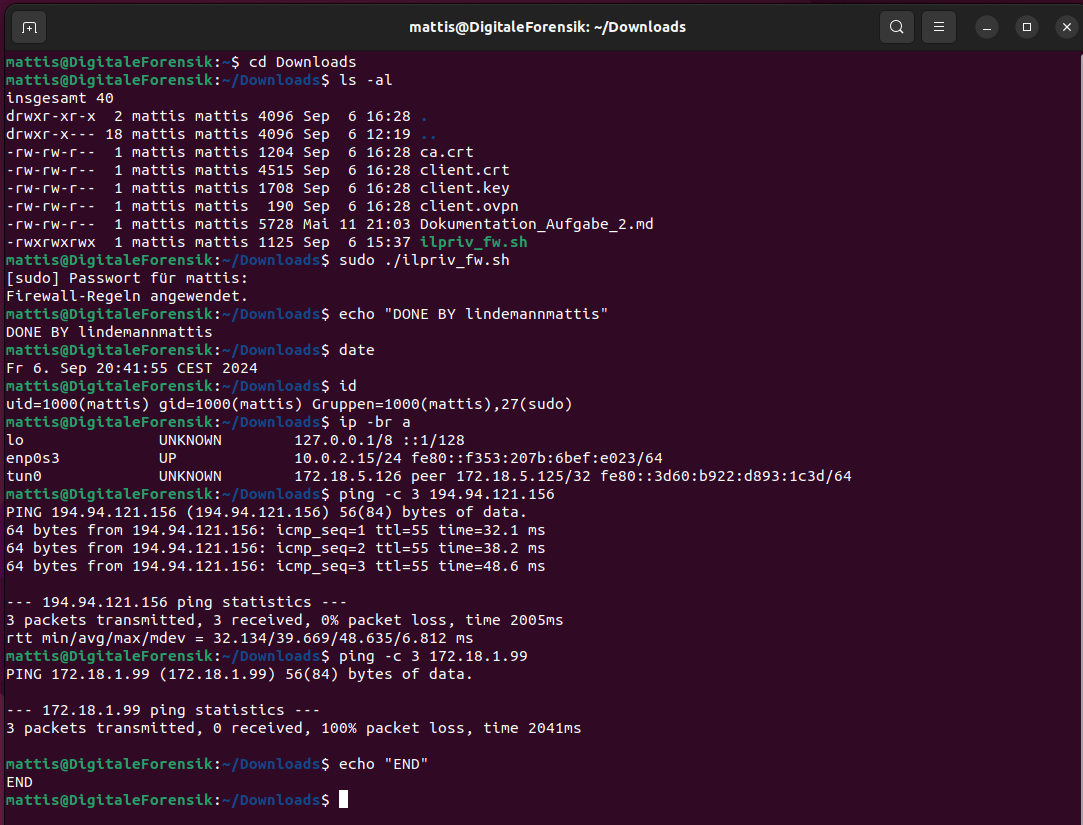 mattis@DigitaleForensik: ~/Downloads
mattis@DigitaleForensik:~$ cd Downloads
mattis@DigitaleForensik:~/Downloads$ ls -al
insgesamt 40
drwxr-xr-x  2 mattis mattis 4096 Sep  6 16:28 .
drwxr-x--- 18 mattis mattis 4096 Sep  6 12:19 ..
-rw-rw-r--  1 mattis mattis 1204 Sep  6 16:28 ca.crt
-rw-rw-r--  1 mattis mattis 4515 Sep  6 16:28 client.crt
-rw-rw-r--  1 mattis mattis 1708 Sep  6 16:28 client.key
-rw-rw-r--  1 mattis mattis  190 Sep  6 16:28 client.ovpn
-rw-rw-r--  1 mattis mattis 5728 Mai 11 21:03 Dokumentation_Aufgabe_2.md
-rwxrwxrwx  1 mattis mattis 1125 Sep  6 15:37 ilpriv_fw.sh
mattis@DigitaleForensik:~/Downloads$ sudo ./ilpriv_fw.sh
[sudo] Passwort für mattis:
Firewall-Regeln angewendet.
mattis@DigitaleForensik:~/Downloads$ echo "DONE BY lindemannmattis"
DONE BY lindemannmattis
mattis@DigitaleForensik:~/Downloads$ date
Fr 6. Sep 20:41:55 CEST 2024
mattis@DigitaleForensik:~/Downloads$ id
uid=1000(mattis) gid=1000(mattis) Gruppen=1000(mattis),27(sudo)
mattis@DigitaleForensik:~/Downloads$ ip -br a
lo               UNKNOWN        127.0.0.1/8 ::1/128
enp0s3           UP             10.0.2.15/24 fe80::f353:207b:6bef:e023/64
tun0             UNKNOWN        172.18.5.126 peer 172.18.5.125/32 fe80::3d60:b922:d893:1c3d/64
mattis@DigitaleForensik:~/Downloads$ ping -c 3 194.94.121.156
PING 194.94.121.156 (194.94.121.156) 56(84) bytes of data.
64 bytes from 194.94.121.156: icmp_seq=1 ttl=55 time=32.1 ms
64 bytes from 194.94.121.156: icmp_seq=2 ttl=55 time=38.2 ms
64 bytes from 194.94.121.156: icmp_seq=3 ttl=55 time=48.6 ms

--- 194.94.121.156 ping statistics ---
3 packets transmitted, 3 received, 0% packet loss, time 2005ms
rtt min/avg/max/mdev = 32.134/39.669/48.635/6.812 ms
mattis@DigitaleForensik:~/Downloads$ ping -c 3 172.18.1.99
PING 172.18.1.99 (172.18.1.99) 56(84) bytes of data.

--- 172.18.1.99 ping statistics ---
3 packets transmitted, 0 received, 100% packet loss, time 2041ms

mattis@DigitaleForensik:~/Downloads$ echo "END"
END
mattis@DigitaleForensik:~/Downloads$